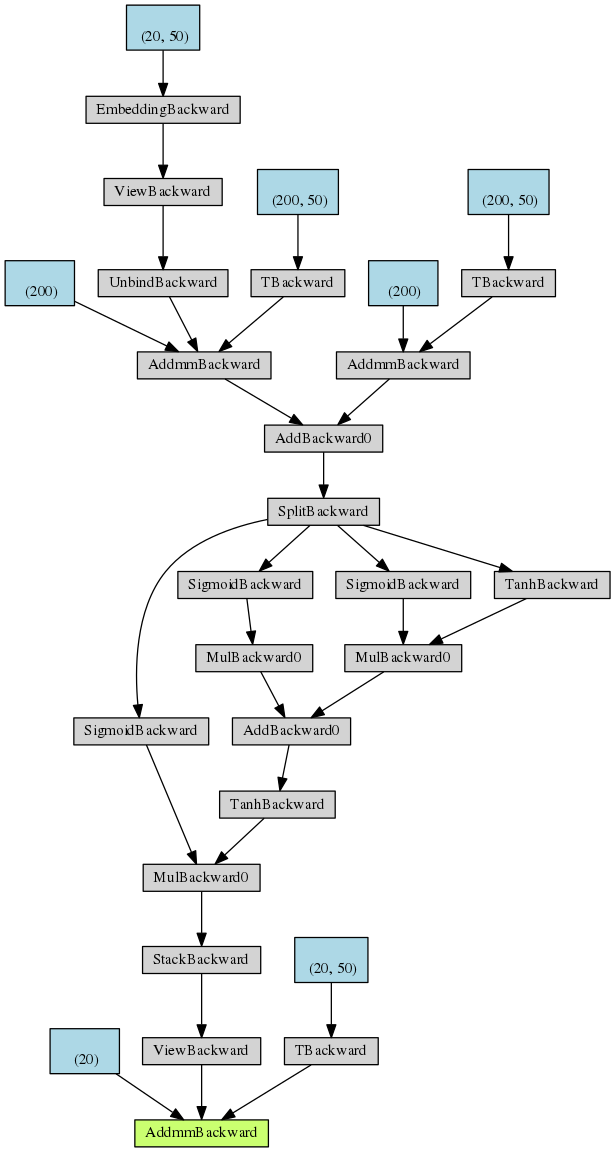 (20, 50)
EmbeddingBackward
ViewBackward
(200, 50)
(200, 50)
(200)
UnbindBackward
TBackward
(200)
TBackward
AddmmBackward
AddmmBackward
AddBackward0
SplitBackward
SigmoidBackward
SigmoidBackward
TanhBackward
MulBackward0
MulBackward0
SigmoidBackward
AddBackward0
TanhBackward
MulBackward0
StackBackward
(20, 50)
(20)
ViewBackward
TBackward
AddmmBackward